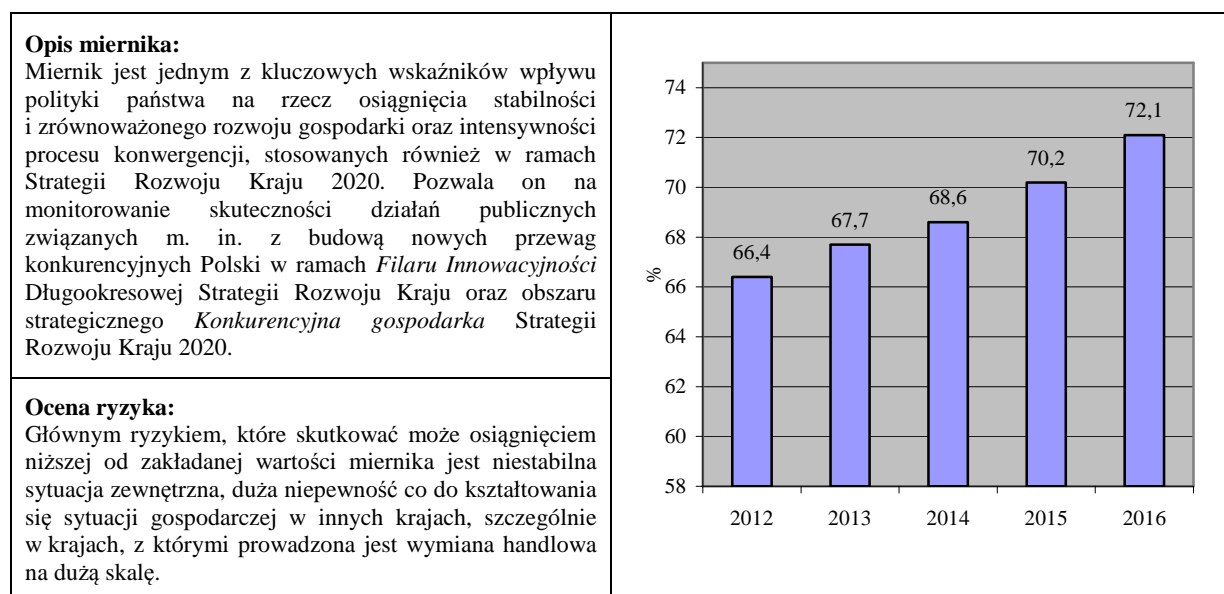 Opis miernika:
Miernik jest jednym z kluczowych wskaźników wpływu
polityki państwa na rzecz osiągnięcia stabilności
i zrównoważonego rozwoju gospodarki oraz intensywności
procesu konwergencji, stosowanych również w ramach
Strategii Rozwoju Kraju 2020. Pozwala on na
monitorowanie skuteczności działań publicznych
związanych m. in. z budową nowych przewag
konkurencyjnych Polski w ramach Filaru Innowacyjności
Długookresowej Strategii Rozwoju Kraju oraz obszaru
strategicznego Konkurencyjna gospodarka Strategii
Rozwoju Kraju 2020.
Ocena ryzyka:
Głównym ryzykiem, które skutkować może osiągnięciem
niższej od zakładanej wartości miernika jest niestabilna
sytuacja zewnętrzna, duża niepewność co do kształtowania
się sytuacji gospodarczej w innych krajach, szczególnie
w krajach, z którymi prowadzona jest wymiana handlowa
na dużą skalę.
74
72
70
68
66
64
62
60
58
%
66,4
67,7
68,6
70,2
72,1
2012 2013 2014 2015 2016